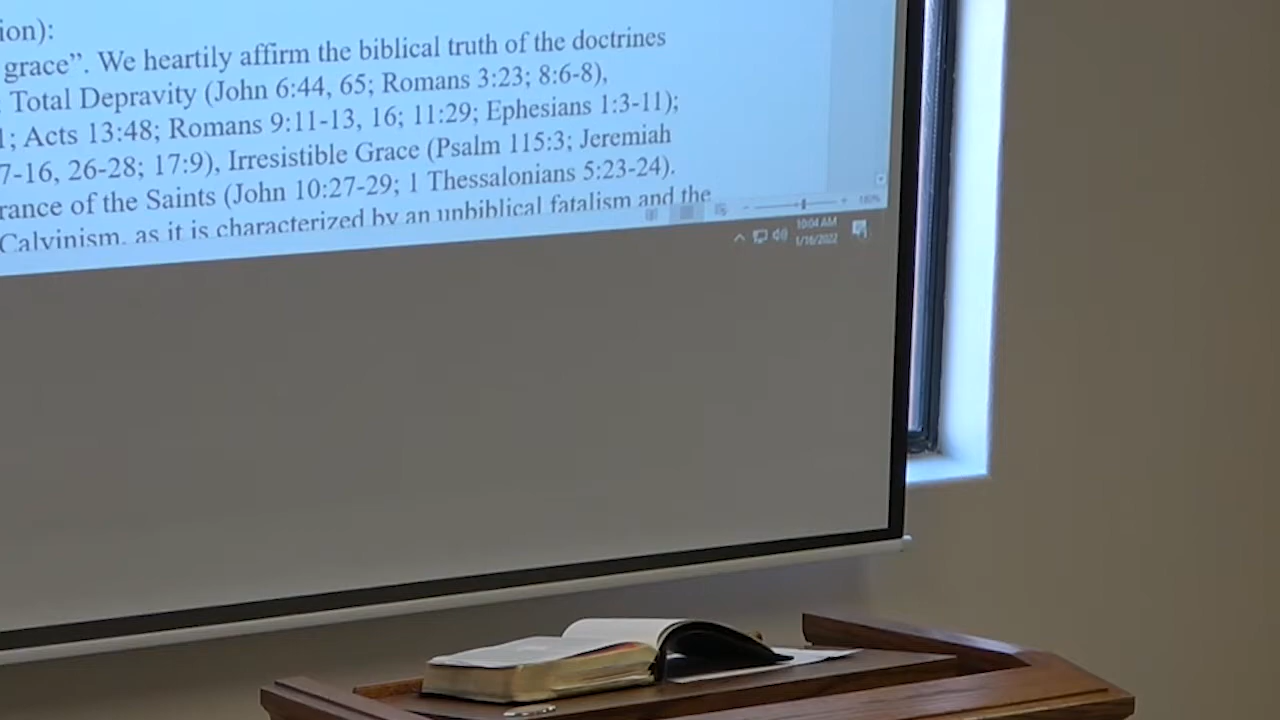 ion):
grace”. We heartily affirm the biblical truth of the doctrines
Total Depravity (John 6:44, 65; Romans 3:23; 8:6-8),
1; Acts 13:48; Romans 9:11-13, 16; 11:29; Ephesians 1:3-11);
7-16, 26-28; 17:9), Irresistible Grace (Psalm 115:3; Jeremiah
rance of the Saints (John 10:27-29; 1 Thessalonians 5:23-24).
Calvinism, as it is characterized by an unbiblical fatalism and the
180%
10:04 AM
1/16/2022